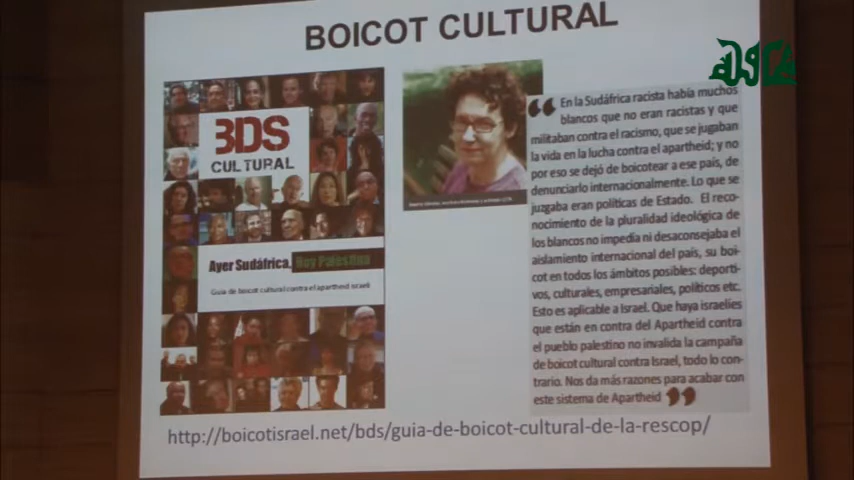 BOICOT CULTURAL
BDS
CULTURAL
Ayer Sudáfrica, Hoy Palestina
Guía de boicot cultural contra el apartheid israelí
“ En la Sudáfrica racista había muchos
blancos que no eran racistas y que
militaban contra el racismo, que se jugaban
la vida en la lucha contra el apartheid; y no
por eso se dejó de boicotear a ese país, de
denunciarlo internacionalmente. Lo que se
juzgaba eran políticas de Estado. El reco-
nocimiento de la pluralidad ideológica de
los blancos no impedía ni desaconsejaba el
aislamiento internacional del país, su boi-
cot en todos los ámbitos posibles: deporti-
vos, culturales, empresariales, políticos etc.
Esto es aplicable a Israel. Que haya israelíes
que están en contra del Apartheid contra
el pueblo palestino no invalida la campaña
de boicot cultural contra Israel, todo lo con-
trario. Nos da más razones para acabar con
este sistema de Apartheid ”
http://boicotisrael.net/bds/guia-de-boicot-cultural-de-la-rescop/